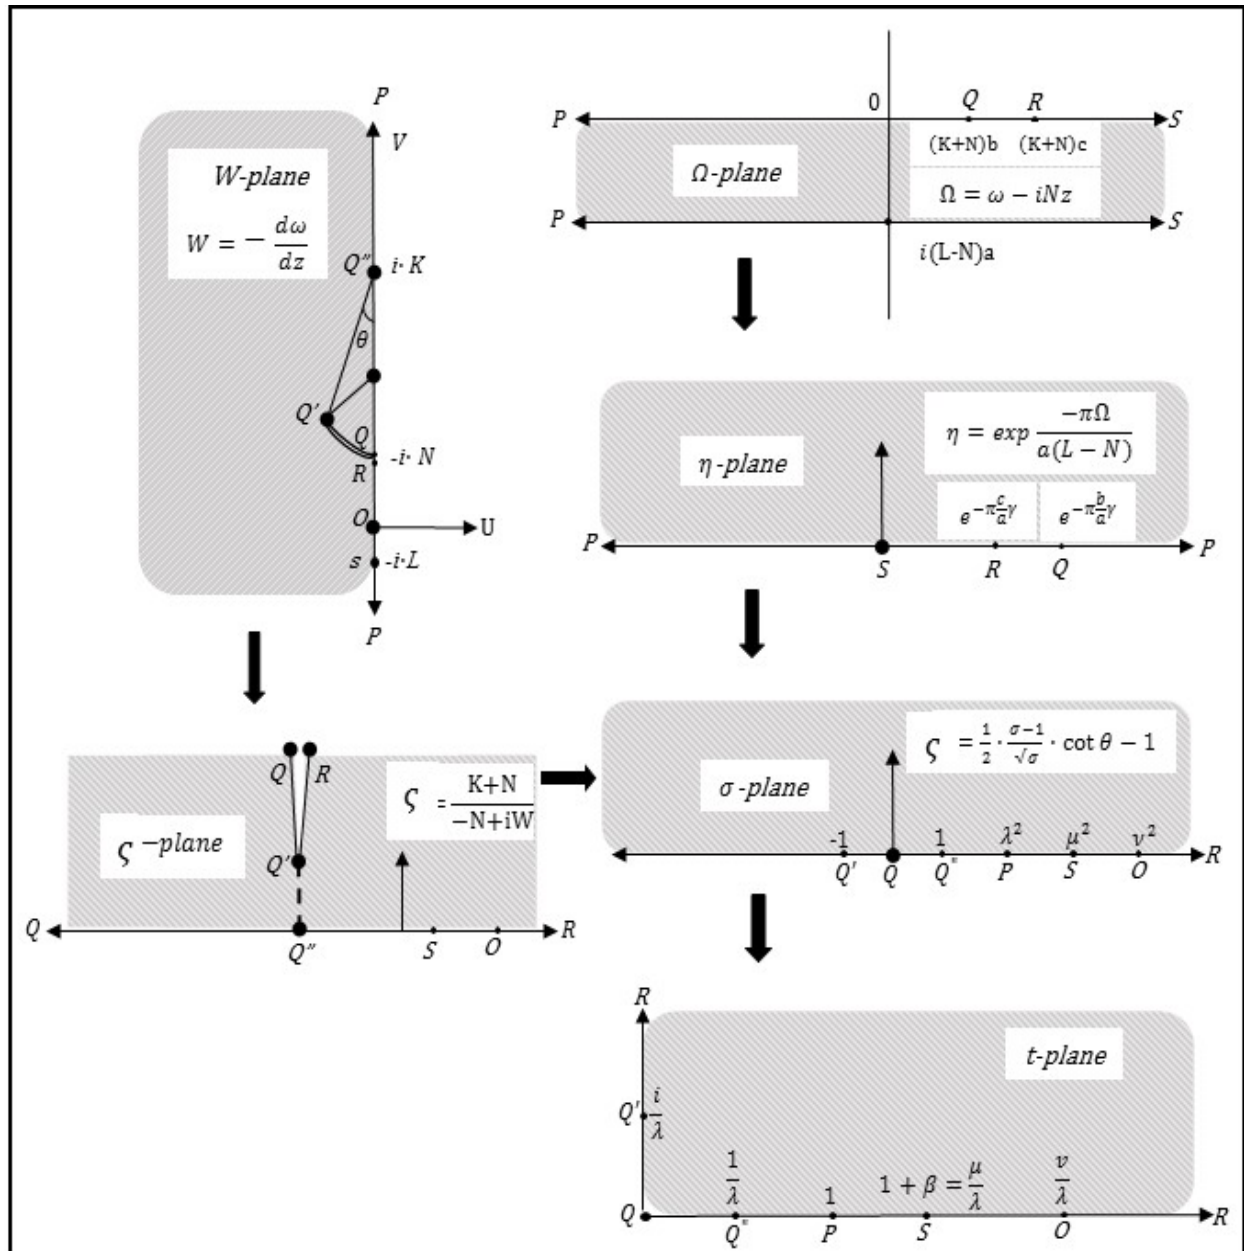 P
V
W-plane
W = − dω/dz
Q″ i· K
θ
Q′
Q
-i· N
R
O
U
s -i·L
P
0 Q R
P S
(K+N)b (K+N)c
Ω-plane
Ω = ω − iNz
P S
i(L-N)a
η = exp −πΩ/a(L − N)
η -plane
e^{−π c/a γ} e^{−π b/a γ}
P P
S R Q
Q R
ς = K+N/−N+iW
ς −plane
Q′
Q R
Q″ S O
ς = 1/2 · σ−1/√σ · cot θ − 1
σ -plane
-1 1 λ² μ² ν²
R
Q′ Q Q" P S O
R
t-plane
Q′ i/λ
1/λ 1 1 + β = μ/λ ν/λ
Q R
Q" P S O